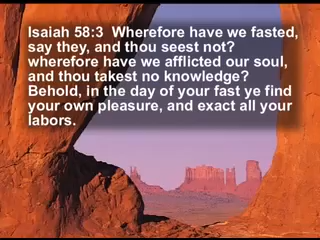 Isaiah 58:3  Wherefore have we fasted,
say they, and thou seest not?
wherefore have we afflicted our soul,
and thou takest no knowledge?
Behold, in the day of your fast ye find
your own pleasure, and exact all your
labors.